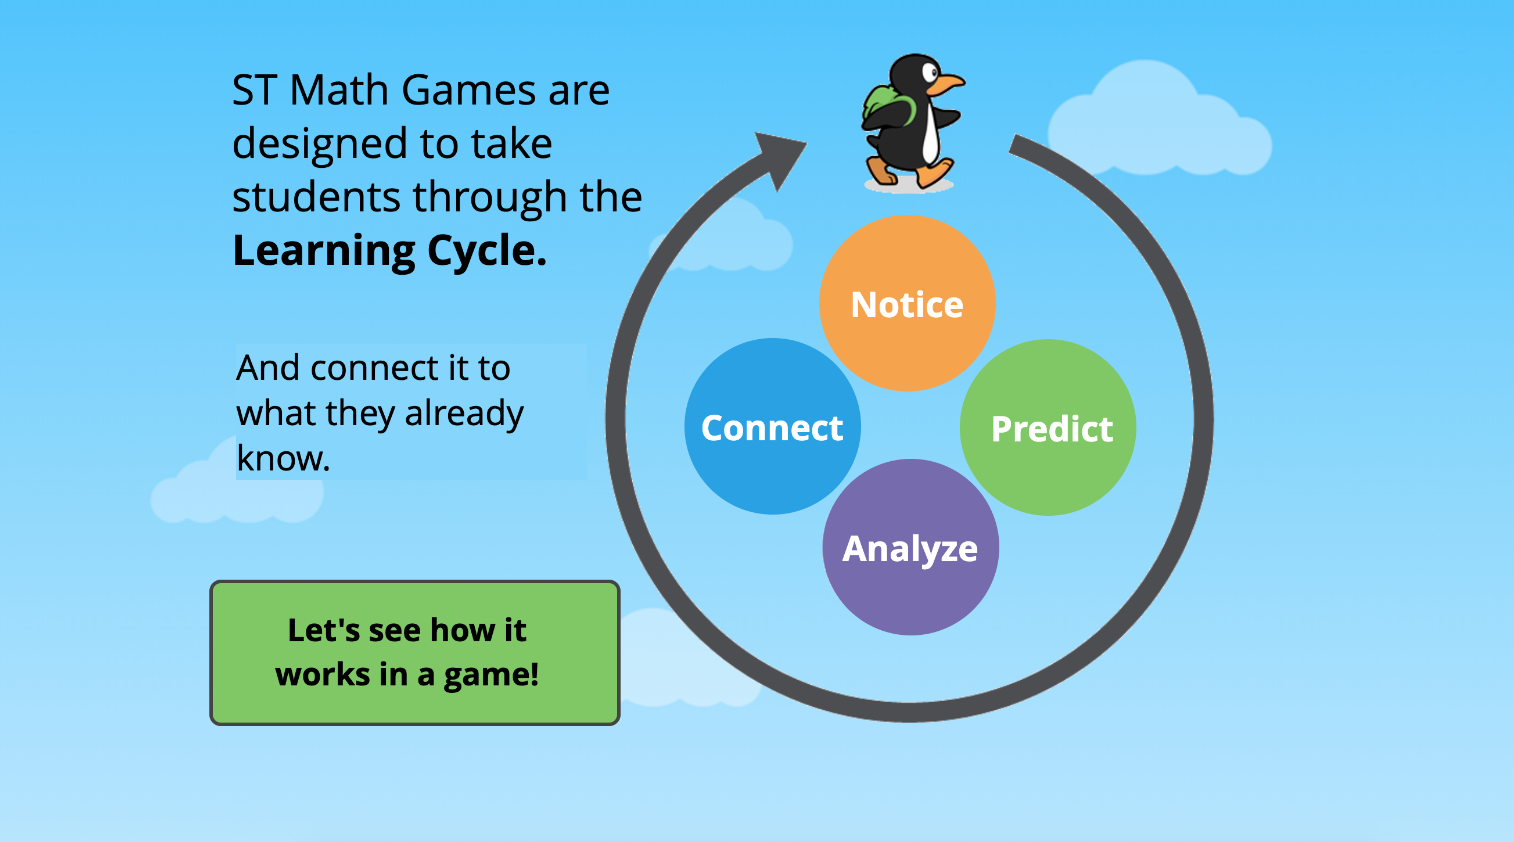 ST Math Games are
designed to take
students through the
Learning Cycle.
And connect it to
what they already
know.
Let's see how it
works in a game!
Notice
Predict
Analyze
Connect